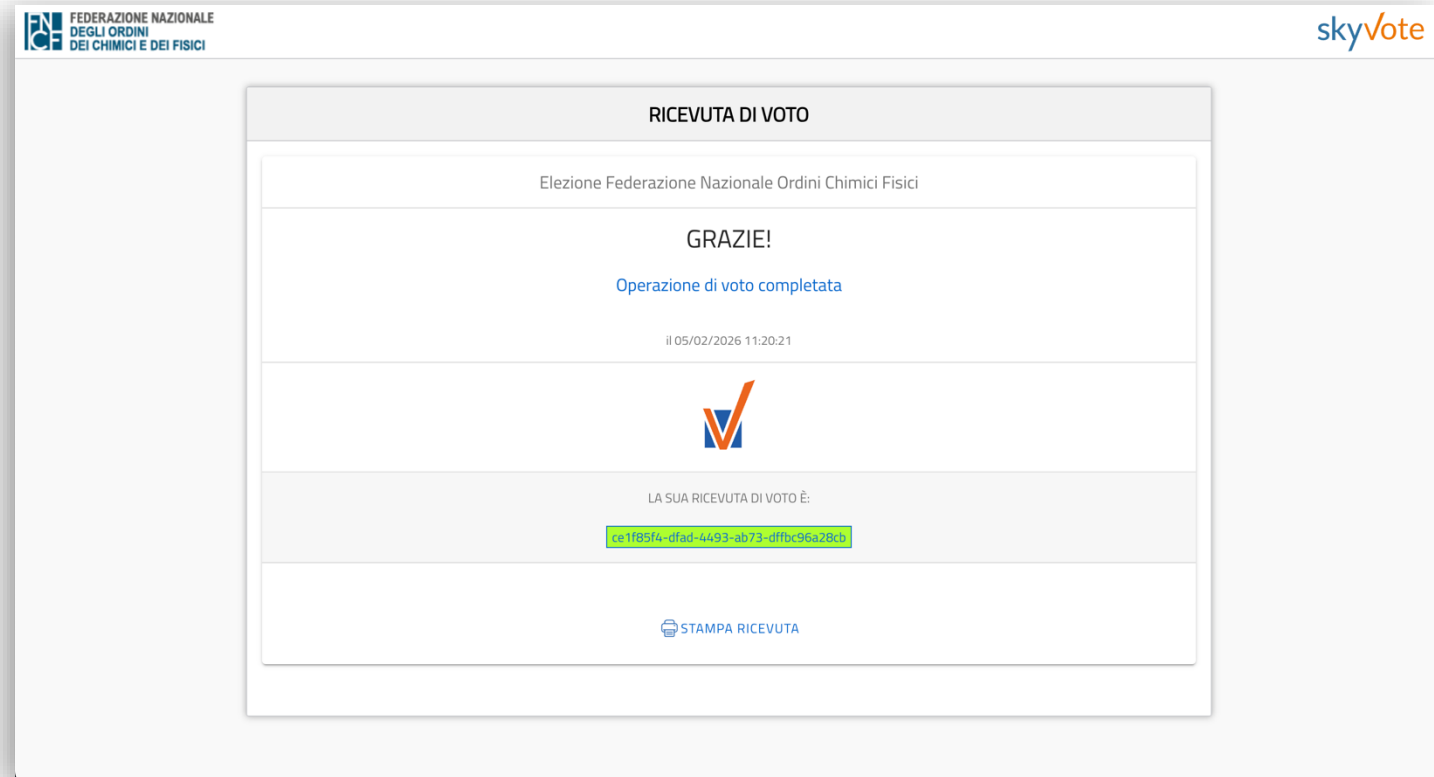 FEDERAZIONE NAZIONALE
DEGLI ORDINI
DEI CHIMICI E DEI FISICI
skyvote
RICEVUTA DI VOTO
Elezione Federazione Nazionale Ordini Chimici Fisici
GRAZIE!
Operazione di voto completata
il 05/02/2026 11:20:21
LA SUA RICEVUTA DI VOTO È:
ce1f85f4-dfad-4493-ab73-dffbc96a28cb
STAMPA RICEVUTA